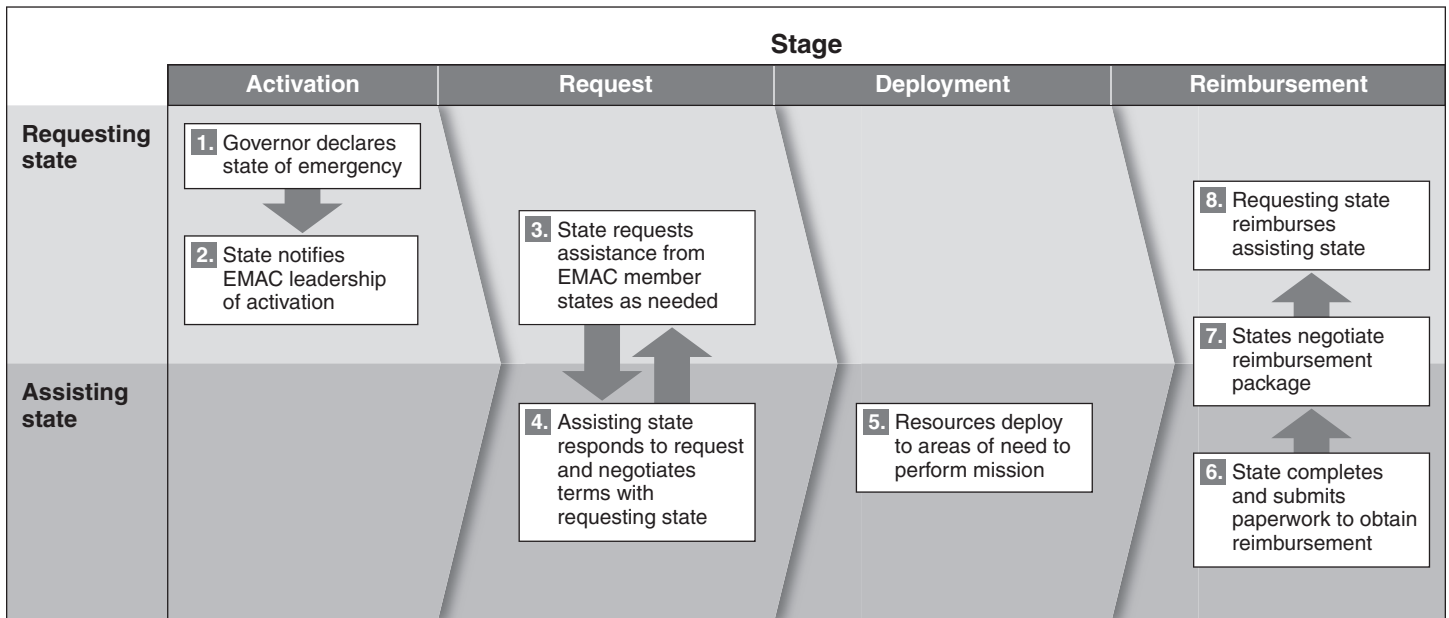 Stage
Activation
Request
Deployment
Reimbursement
Requesting
state
1. Governor declares
state of emergency
2. State notifies
EMAC leadership
of activation
3. State requests
assistance from
EMAC member
states as needed
8. Requesting state
reimburses
assisting state
7. States negotiate
reimbursement
package
Assisting
state
4. Assisting state
responds to request
and negotiates
terms with
requesting state
5. Resources deploy
to areas of need to
perform mission
6. State completes
and submits
paperwork to obtain
reimbursement